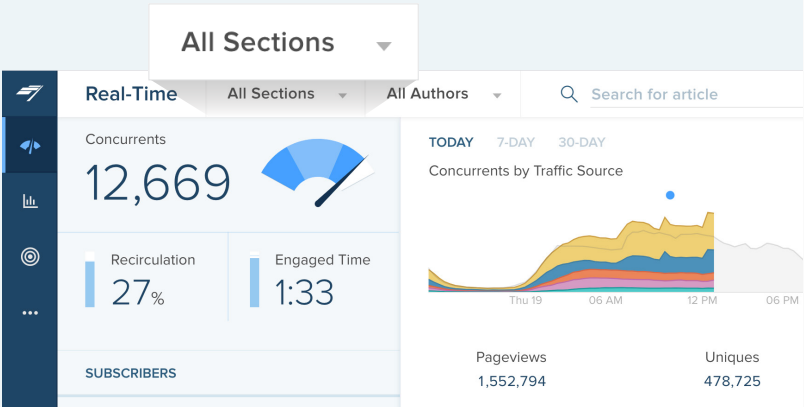 All Sections
Real-Time
All Sections
All Authors
Search for article
Concurrents
12,669
Recirculation
27%
Engaged Time
1:33
SUBSCRIBERS
TODAY 7-DAY 30-DAY
Concurrents by Traffic Source
Thu 19 06 AM 12 PM 06 PM
Pageviews
1,552,794
Uniques
478,725